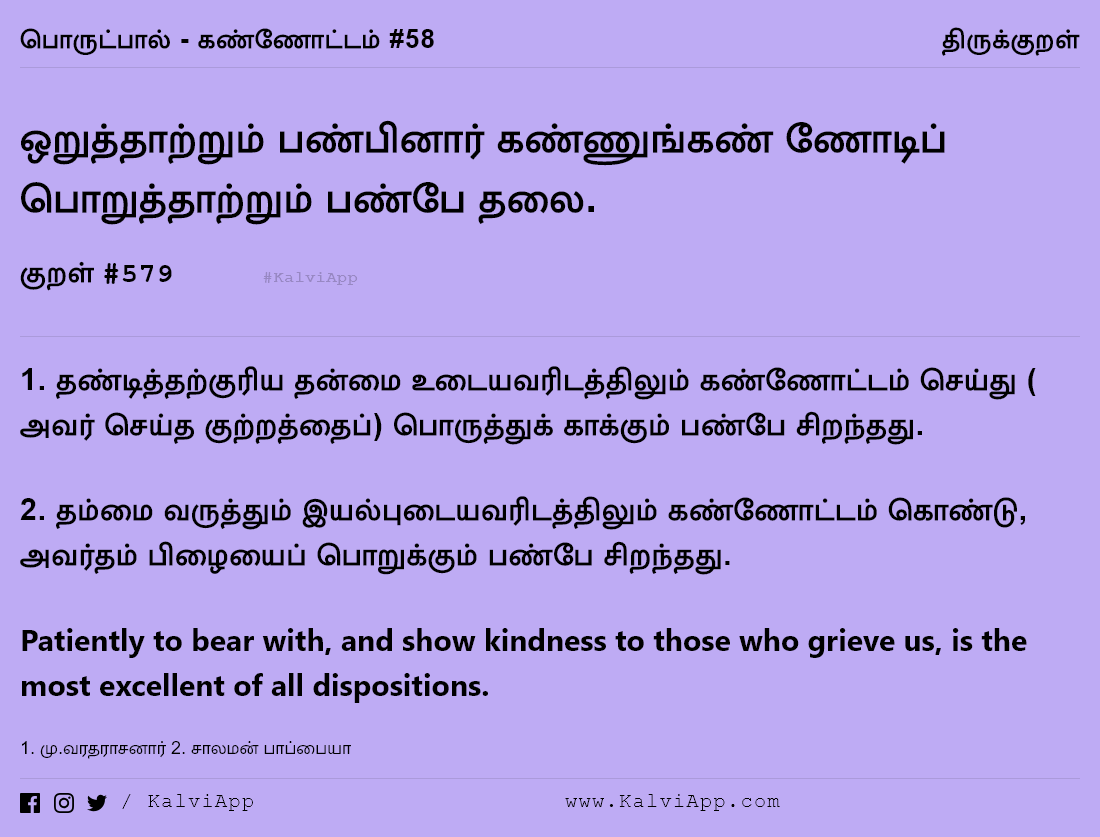 பொருட்பால் - கண்ணோட்டம் #58 திருக்குறள்
ஒறுத்தாற்றும் பண்பினார் கண்ணுங்கண் ணோடிப்
பொறுத்தாற்றும் பண்பே தலை.
குறள் #579 #KalviApp
1. தண்டித்தற்குரிய தன்மை உடையவரிடத்திலும் கண்ணோட்டம் செய்து (
அவர் செய்த குற்றத்தைப்) பொருத்துக் காக்கும் பண்பே சிறந்தது.
2. தம்மை வருத்தும் இயல்புடையவரிடத்திலும் கண்ணோட்டம் கொண்டு,
அவர்தம் பிழையைப் பொறுக்கும் பண்பே சிறந்தது.
Patiently to bear with, and show kindness to those who grieve us, is the
most excellent of all dispositions.
1. மு.வரதராசனார் 2. சாலமன் பாப்பையா
/ KalviApp www.KalviApp.com